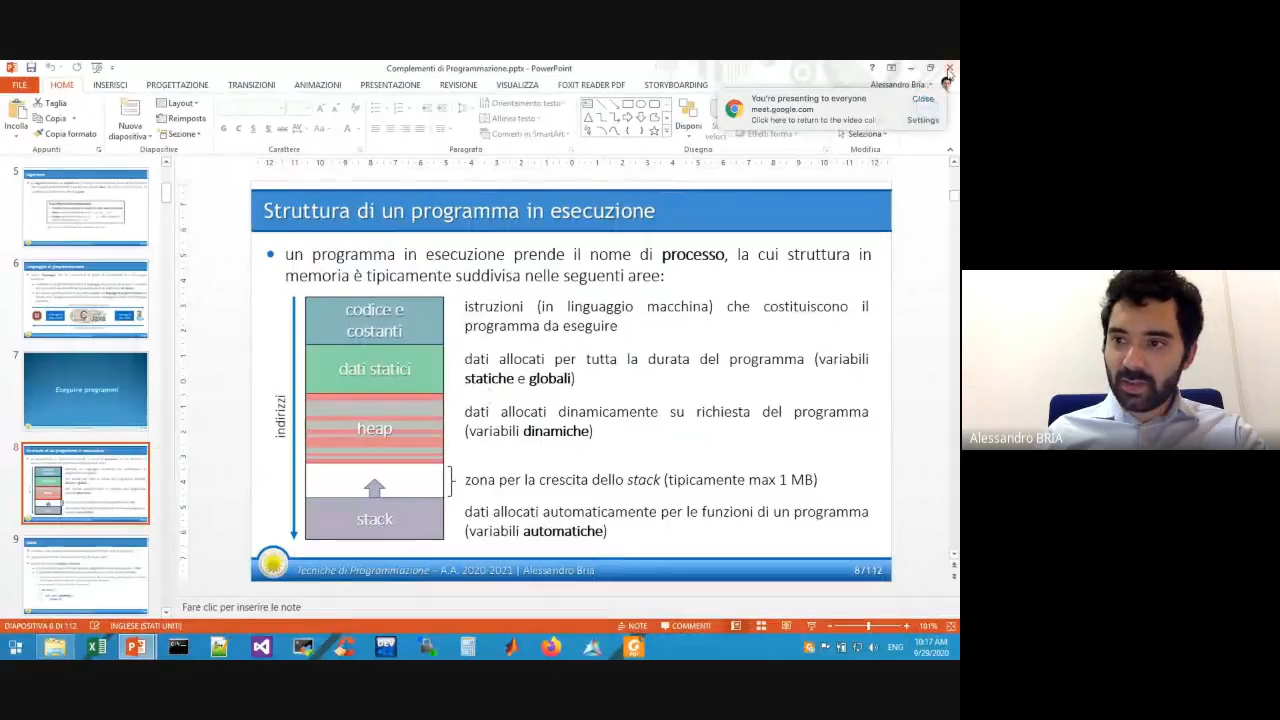 Complementi di Programmazione.pptx - PowerPoint
FILE HOME INSERISCI PROGETTAZIONE TRANSIZIONI ANIMAZIONI PRESENTAZIONE REVISIONE VISUALIZZA FOXIT READER PDF STORYBOARDING
Alessandro Bria
You're presenting to everyone
meet.google.com
Click here to return to the video call
Close
Settings
Incolla
Taglia
Copia
Copia formato
Appunti
Nuova
diapositiva
Layout
Reimposta
Sezione
Diapositive
Carattere
Orientamento testo
Allinea testo
Converti in SmartArt
Paragrafo
Disponi
Disegno
Effetti forma
Seleziona
Modifica
5
6
7
Eseguire programmi
8
9
Struttura di un programma in esecuzione
un programma in esecuzione prende il nome di processo, la cui struttura in
memoria è tipicamente suddivisa nelle seguenti aree:
indirizzi
codice e
costanti
istruzioni (in linguaggio macchina) che costituiscono il
programma da eseguire
dati statici
dati allocati per tutta la durata del programma (variabili
statiche e globali)
heap
dati allocati dinamicamente su richiesta del programma
(variabili dinamiche)
zona per la crescita dello stack (tipicamente max 1 MB)
stack
dati allocati automaticamente per le funzioni di un programma
(variabili automatiche)
Tecniche di Programmazione – A.A. 2020-2021 | Alessandro Bria
8/112
Fare clic per inserire le note
DIAPOSITIVA 8 DI 112 INGLESE (STATI UNITI) NOTE COMMENTI 101%
ENG
10:17 AM
9/29/2020
Alessandro BRIA